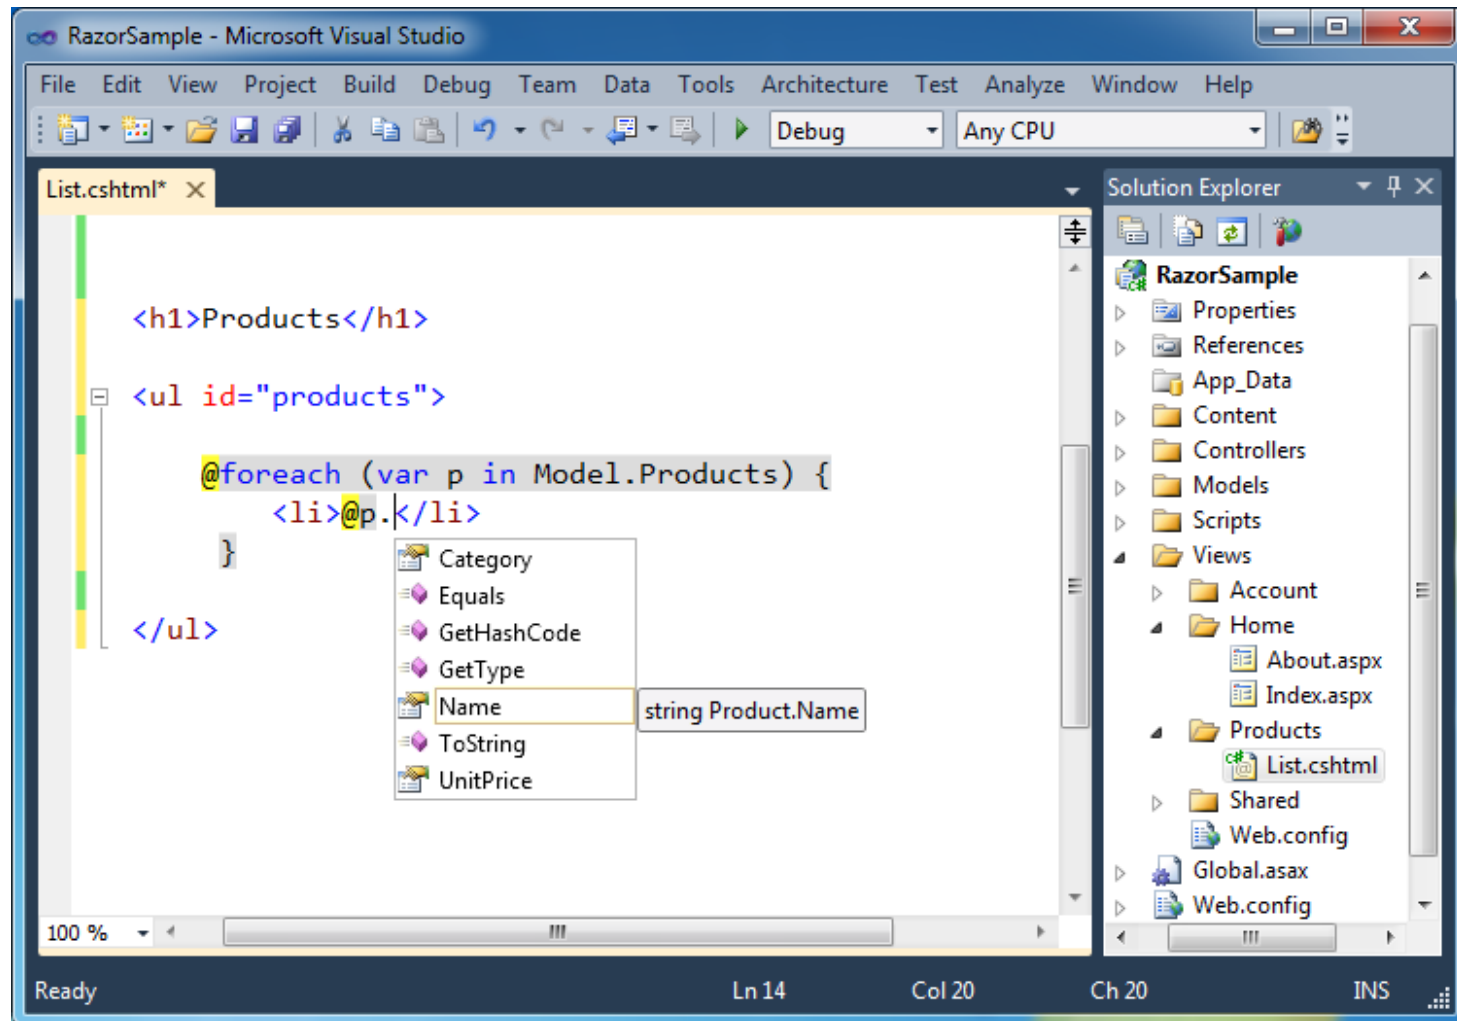 RazorSample - Microsoft Visual Studio
File Edit View Project Build Debug Team Data Tools Architecture Test Analyze Window Help
Debug Any CPU
List.cshtml*
<h1>Products</h1>
<ul id="products">
@foreach (var p in Model.Products) {
<li>@p.</li>
}
</ul>
Category
Equals
GetHashCode
GetType
Name
string Product.Name
ToString
UnitPrice
100 %
Solution Explorer
RazorSample
Properties
References
App_Data
Content
Controllers
Models
Scripts
Views
Account
Home
About.aspx
Index.aspx
Products
List.cshtml
Shared
Web.config
Global.asax
Web.config
Ready Ln 14 Col 20 Ch 20 INS